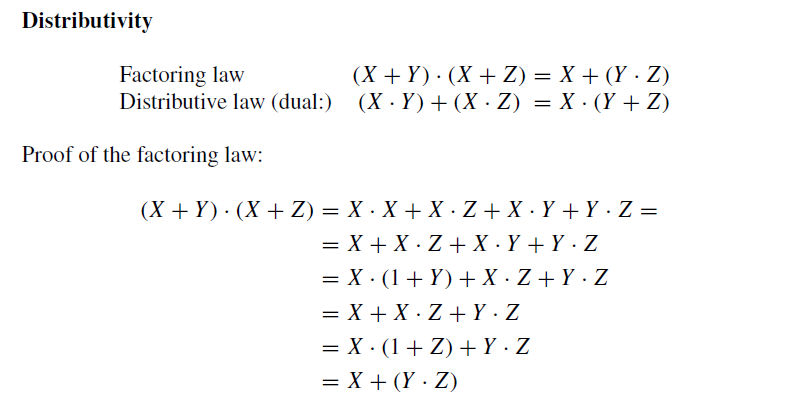 Distributivity
Factoring law (X + Y) · (X + Z) = X + (Y · Z)
Distributive law (dual:) (X · Y) + (X · Z) = X · (Y + Z)
Proof of the factoring law:
(X + Y) · (X + Z) = X · X + X · Z + X · Y + Y · Z =
= X + X · Z + X · Y + Y · Z
= X · (1 + Y) + X · Z + Y · Z
= X + X · Z + Y · Z
= X · (1 + Z) + Y · Z
= X + (Y · Z)